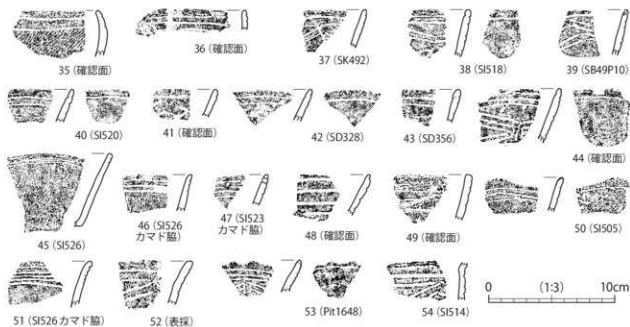 35（確認面）
36（確認面）
37（SK492）
38（SI518）
39（SB49P10）
40（SI520）
41（確認面）
42（SD328）
43（SD356）
44（確認面）
45（SI526）
46（SI526
カマド脇）
47（SI523
カマド脇）
48（確認面）
49（確認面）
50（SI505）
51（SI526カマド脇）
52（表採）
53（Pit1648）
54（SI514）
0 （1:3） 10cm